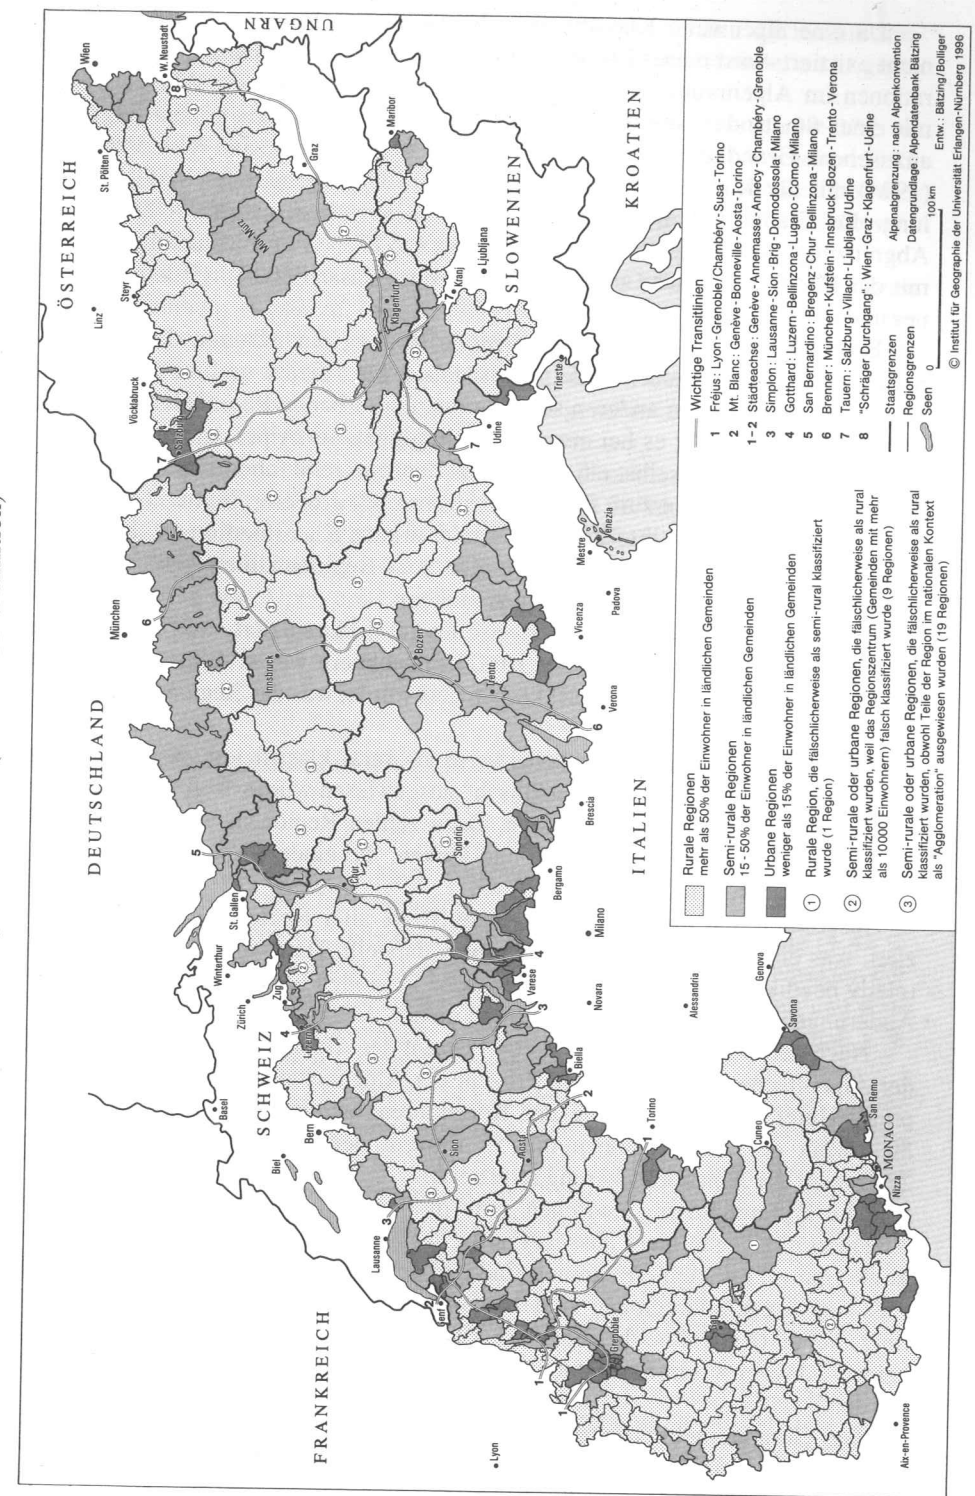 DEUTSCHLAND
ÖSTERREICH
UNGARN
FRANKREICH
SCHWEIZ
ITALIEN
SLOWENIEN
KROATIEN
MONACO
Wien
W. Neustadt
St. Pölten
Steyr
Linz
Vöcklabruck
Salzburg
Mur-Mürz
Graz
Maribor
Klagenfurt
Kranj
Ljubljana
Trieste
Udine
Venezia
Mestre
Padova
Vicenza
Verona
Trento
Bozen
Innsbruck
München
Brescia
Bergamo
Sondrio
Milano
Varese
Novara
Chur
St. Gallen
Winterthur
Zürich
Zug
Luzern
Basel
Bern
Biel
Sion
Lausanne
Genf
Aosta
Biella
Torino
Alessandria
Genova
Savona
San Remo
Cuneo
Nizza
Grenoble
Gap
Lyon
Aix-en-Provence
Rurale Regionen
mehr als 50% der Einwohner in ländlichen Gemeinden
Semi-rurale Regionen
15-50% der Einwohner in ländlichen Gemeinden
Urbane Regionen
weniger als 15% der Einwohner in ländlichen Gemeinden
1 Rurale Region, die fälschlicherweise als semi-rural klassifiziert
wurde (1 Region)
2 Semi-rurale oder urbane Regionen, die fälschlicherweise als rural
klassifiziert wurden, weil das Regionszentrum (Gemeinden mit mehr
als 10000 Einwohnern) falsch klassifiziert wurde (9 Regionen)
3 Semi-rurale oder urbane Regionen, die fälschlicherweise als rural
klassifiziert wurden, obwohl Teile der Region im nationalen Kontext
als "Agglomeration" ausgewiesen wurden (19 Regionen)
Wichtige Transitlinien
1 Fréjus: Lyon-Grenoble/Chambéry-Susa-Torino
2 Mt. Blanc: Genève-Bonneville-Aosta-Torino
1-2 Städteachse: Genève-Annemasse-Annecy-Chambéry-Grenoble
3 Simplon: Lausanne-Sion-Brig-Domodossola-Milano
4 Gotthard: Luzern-Bellinzona-Lugano-Como-Milano
5 San Bernardino: Bregenz-Chur-Bellinzona-Milano
6 Brenner: München-Kufstein-Innsbruck-Bozen-Trento-Verona
7 Tauern: Salzburg-Villach-Ljubljana/Udine
8 "Schräger Durchgang": Wien-Graz-Klagenfurt-Udine
Staatsgrenzen
Regionsgrenzen
Seen
Alpenabgrenzung: nach Alpenkonvention
Datengrundlage: Alpendatenbank Bätzing
0 100 km
Entw.: Bätzing/Bolliger
© Institut für Geographie der Universität Erlangen-Nürnberg 1996